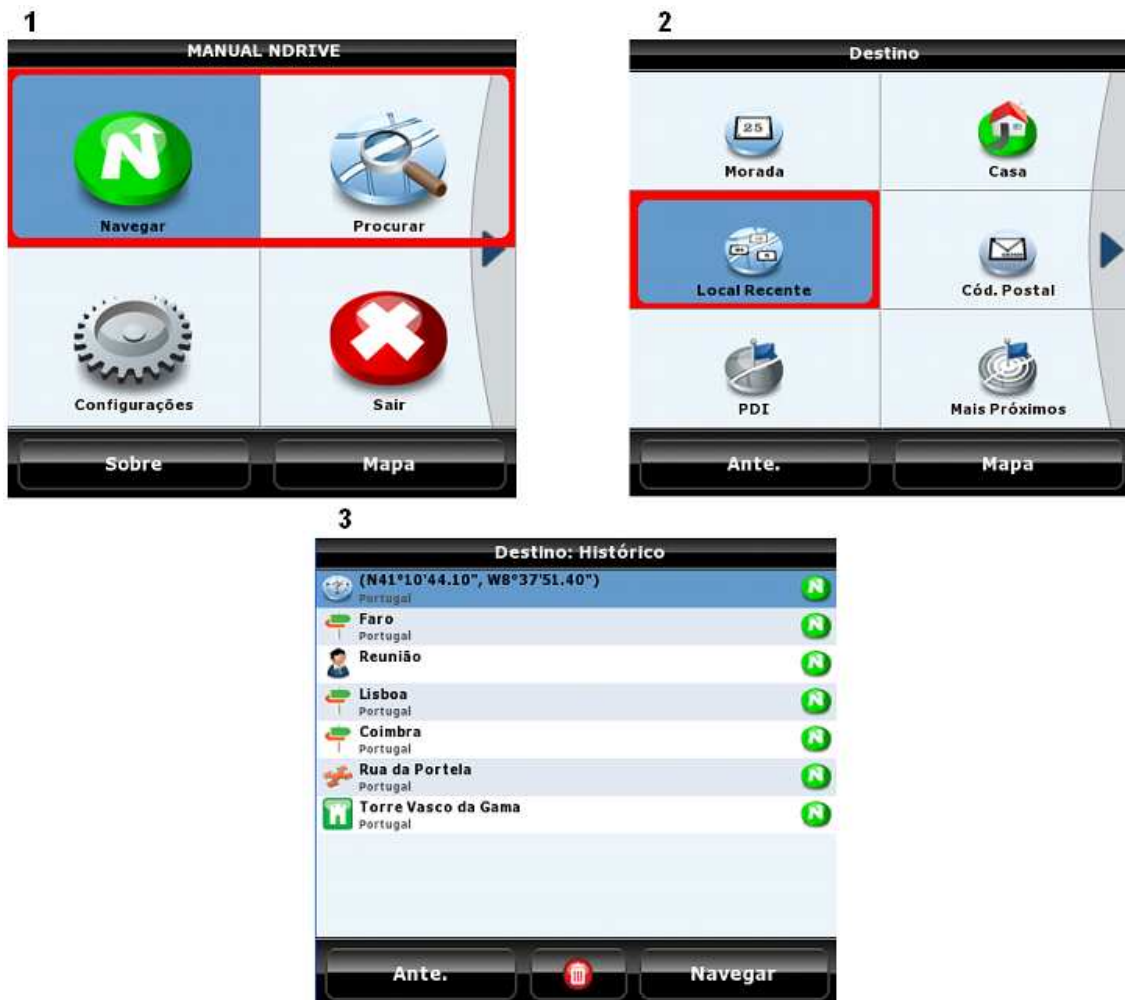 1
MANUAL NDRIVE
Navegar
Procurar
Configurações
Sair
Sobre
Mapa
2
Destino
25
Morada
Casa
Local Recente
Cód. Postal
PDI
Mais Próximos
Ante.
Mapa
3
Destino: Histórico
(N41°10'44.10", W8°37'51.40")
Portugal
Faro
Portugal
Reunião
Lisboa
Portugal
Coimbra
Portugal
Rua da Portela
Portugal
Torre Vasco da Gama
Portugal
Ante.
Navegar